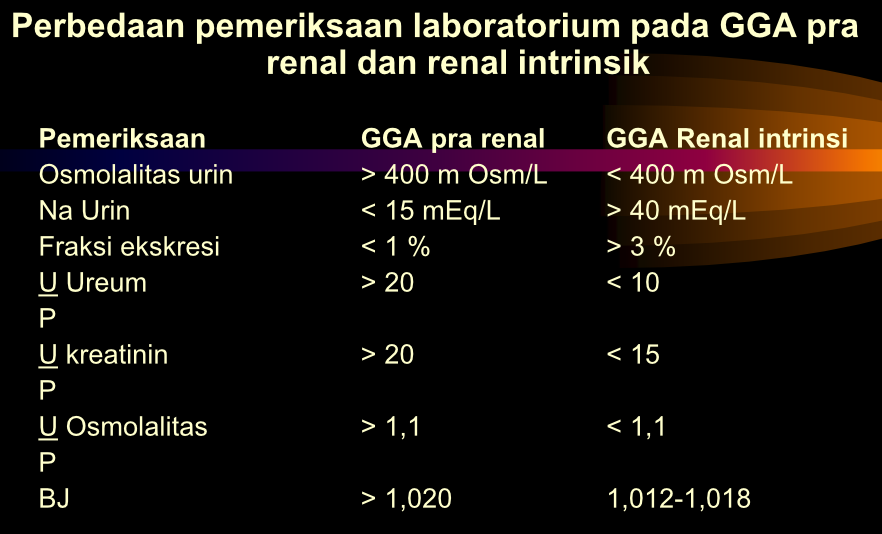 Perbedaan pemeriksaan laboratorium pada GGA pra
renal dan renal intrinsik
Pemeriksaan GGA pra renal GGA Renal intrinsi
Osmolalitas urin > 400 m Osm/L < 400 m Osm/L
Na Urin < 15 mEq/L > 40 mEq/L
Fraksi ekskresi < 1 % > 3 %
U Ureum > 20 < 10
P
U kreatinin > 20 < 15
P
U Osmolalitas > 1,1 < 1,1
P
BJ > 1,020 1,012-1,018